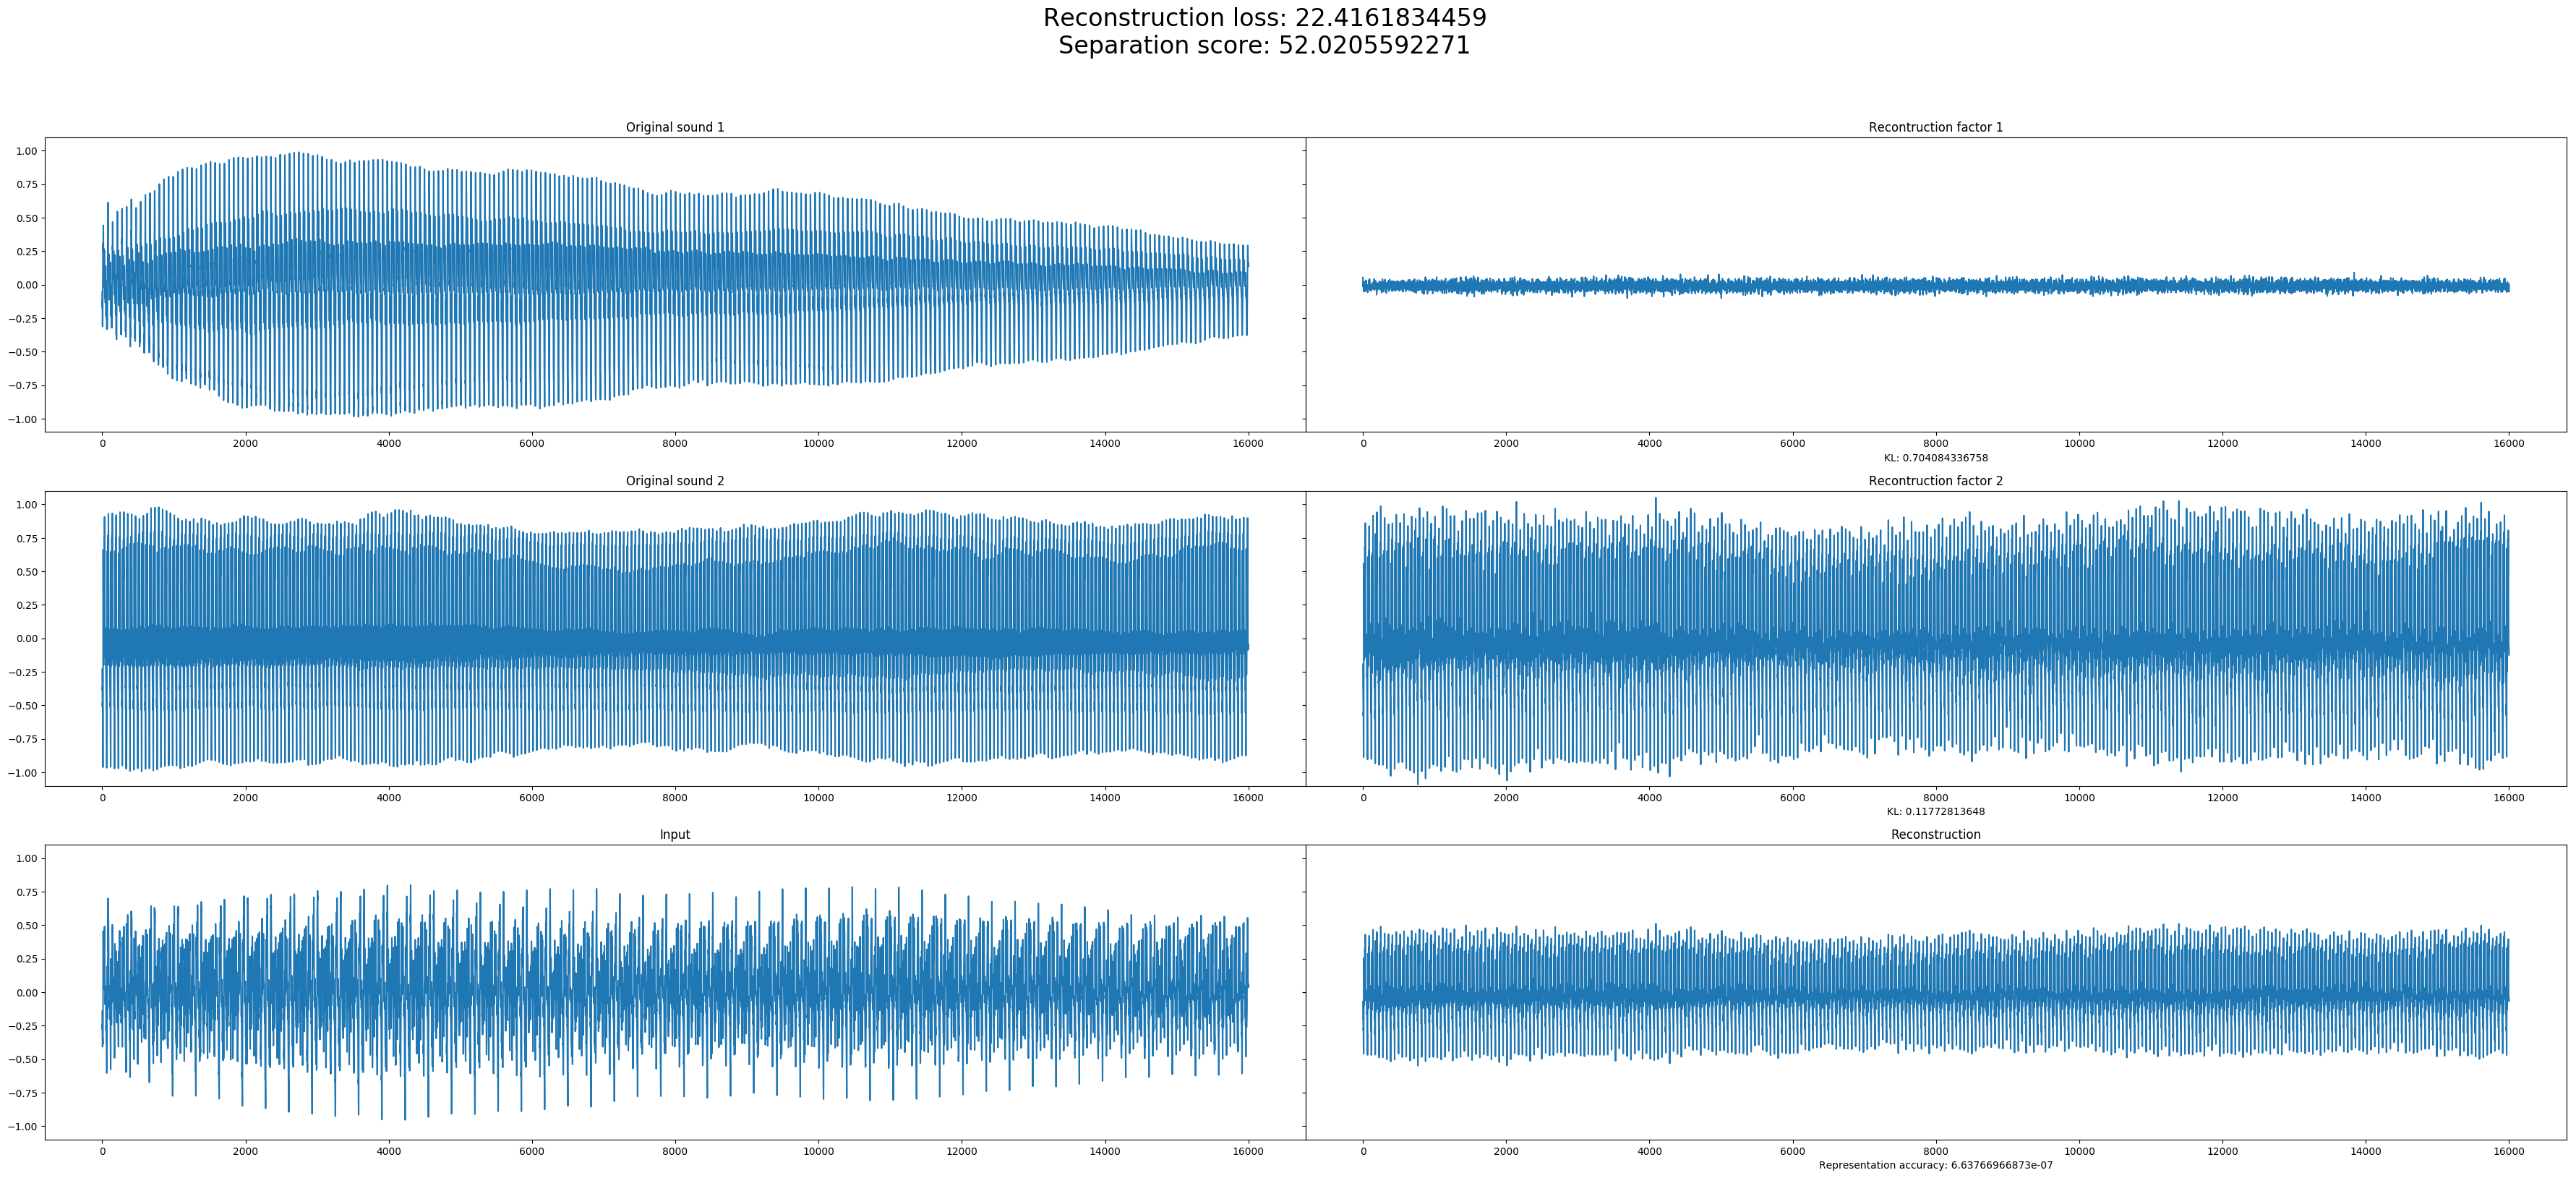 Reconstruction loss: 22.4161834459
Separation score: 52.0205592271
Original sound 1
Recontruction factor 1
1.00
0.75
0.50
0.25
0.00
−0.25
−0.50
−0.75
−1.00
0 2000 4000 6000 8000 10000 12000 14000 16000
0 2000 4000 6000 8000 10000 12000 14000 16000
KL: 0.704084336758
Original sound 2
Recontruction factor 2
1.00
0.75
0.50
0.25
0.00
−0.25
−0.50
−0.75
−1.00
0 2000 4000 6000 8000 10000 12000 14000 16000
0 2000 4000 6000 8000 10000 12000 14000 16000
KL: 0.11772813648
Input
Reconstruction
1.00
0.75
0.50
0.25
0.00
−0.25
−0.50
−0.75
−1.00
0 2000 4000 6000 8000 10000 12000 14000 16000
0 2000 4000 6000 8000 10000 12000 14000 16000
Representation accuracy: 6.63766966873e-07